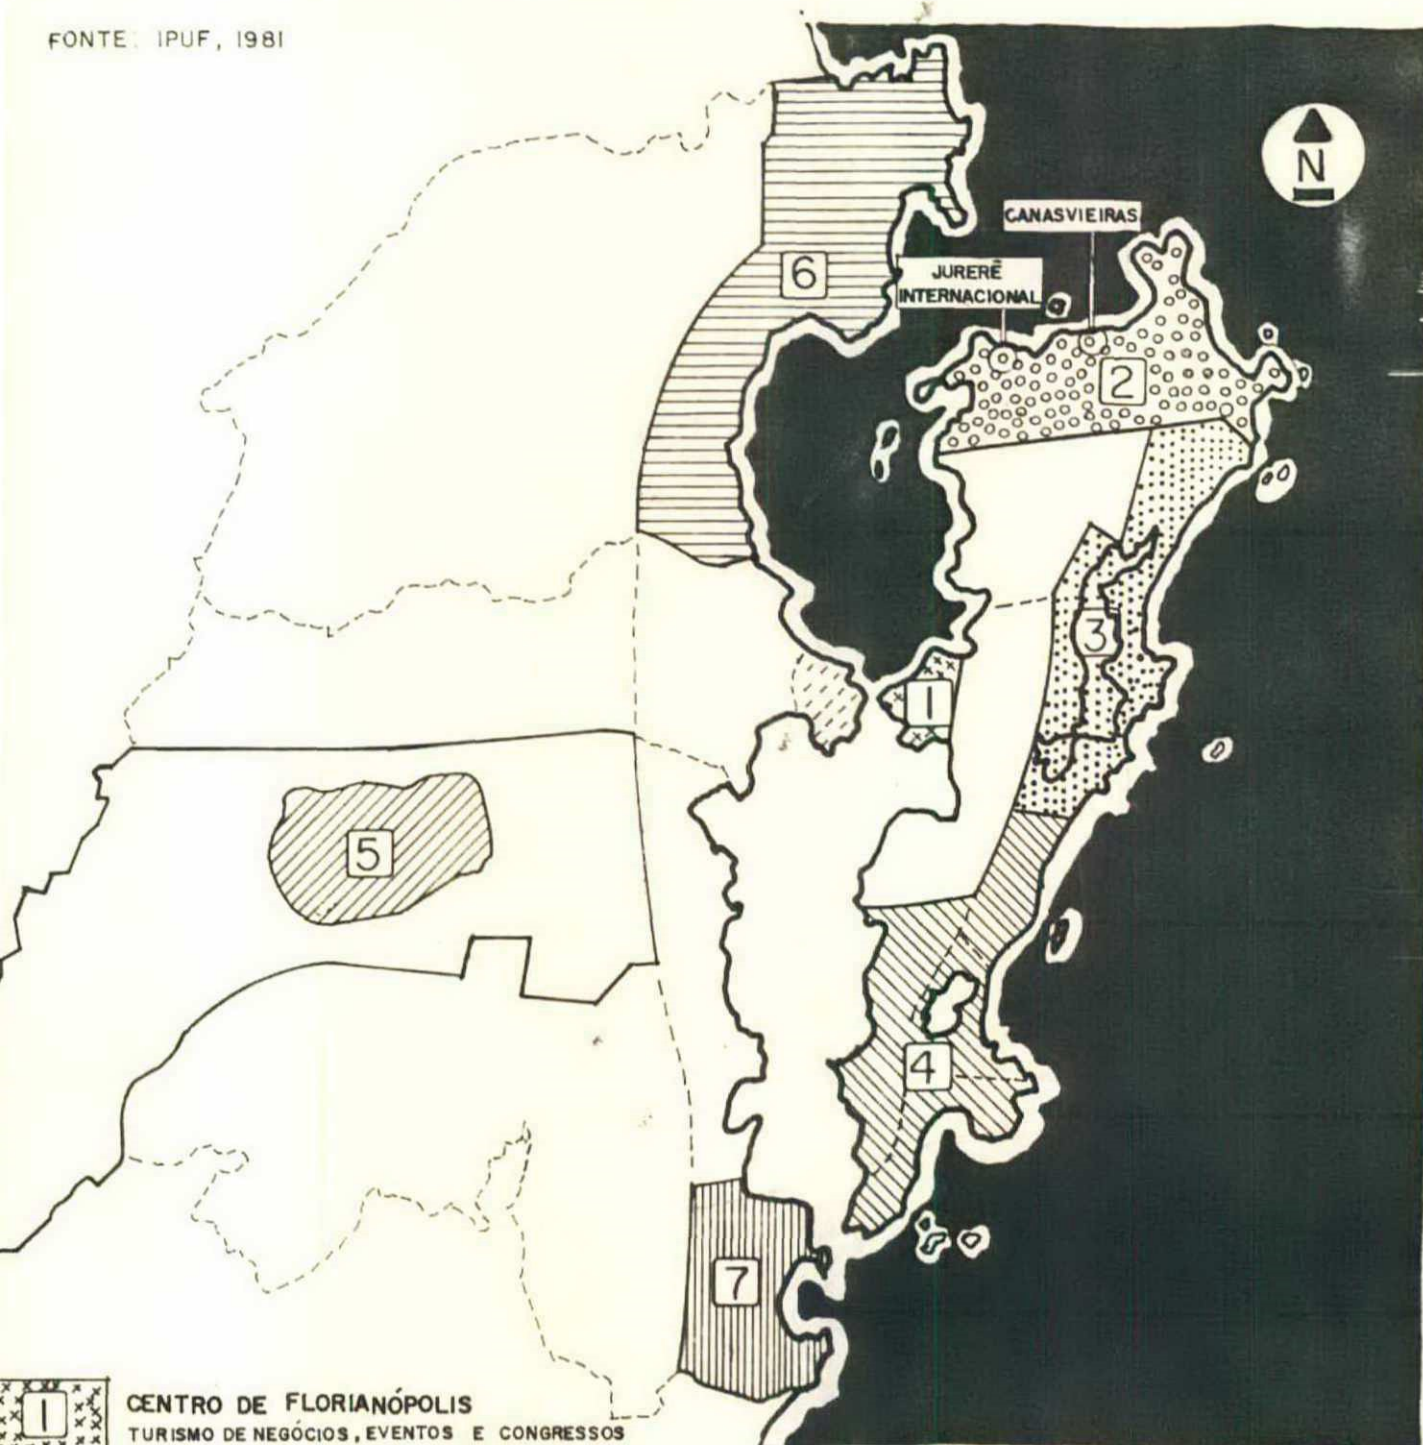 FONTE: IPUF, 1981
N
CANASVIEIRAS
JURERÊ
INTERNACIONAL
6
2
3
1
5
4
7
1
CENTRO DE FLORIANÓPOLIS
TURISMO DE NEGÓCIOS, EVENTOS E CONGRESSOS